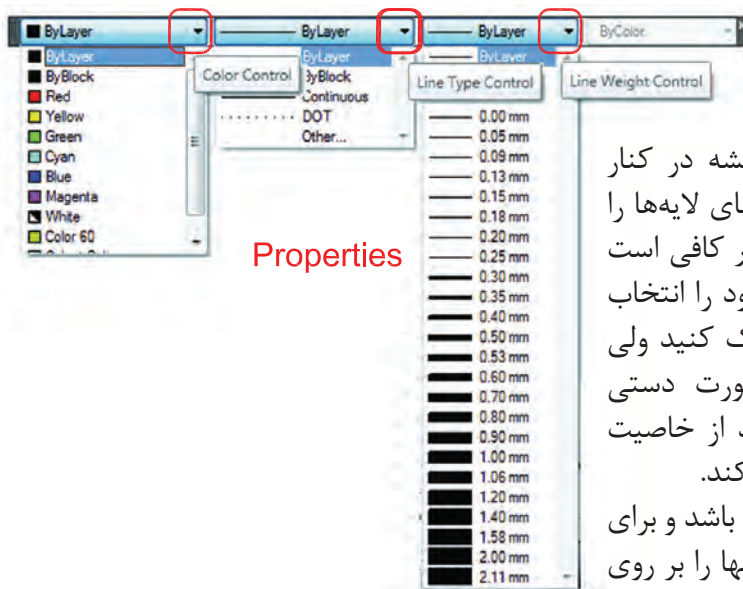 ByLayer
ByLayer
ByLayer
ByColor
ByLayer
ByBlock
Red
Yellow
Green
Cyan
Blue
Magenta
White
Color 60
Color Control
ByLayer
ByBlock
Continuous
DOT
Other...
Line Type Control
ByLayer
0.00 mm
0.05 mm
0.09 mm
0.13 mm
0.15 mm
0.18 mm
0.20 mm
0.25 mm
0.30 mm
0.35 mm
0.40 mm
0.50 mm
0.53 mm
0.60 mm
0.70 mm
0.80 mm
0.90 mm
1.00 mm
1.06 mm
1.20 mm
1.40 mm
1.58 mm
2.00 mm
2.11 mm
Line Weight Control
Properties
در کنار
لایه‌ها را
کافی است
را انتخاب
کنید ولی
دستی
از خاصیت
باشد و برای
را بر روی